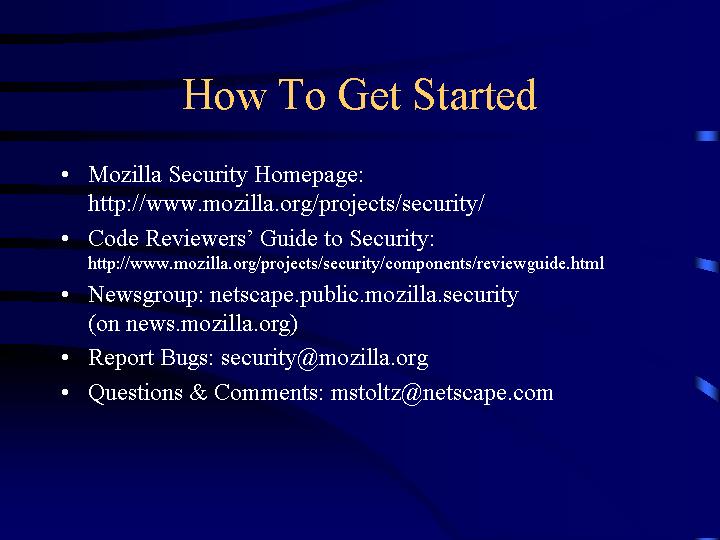 How To Get Started
• Mozilla Security Homepage:
http://www.mozilla.org/projects/security/
• Code Reviewers’ Guide to Security:
http://www.mozilla.org/projects/security/components/reviewguide.html
• Newsgroup: netscape.public.mozilla.security
(on news.mozilla.org)
• Report Bugs: security@mozilla.org
• Questions & Comments: mstoltz@netscape.com